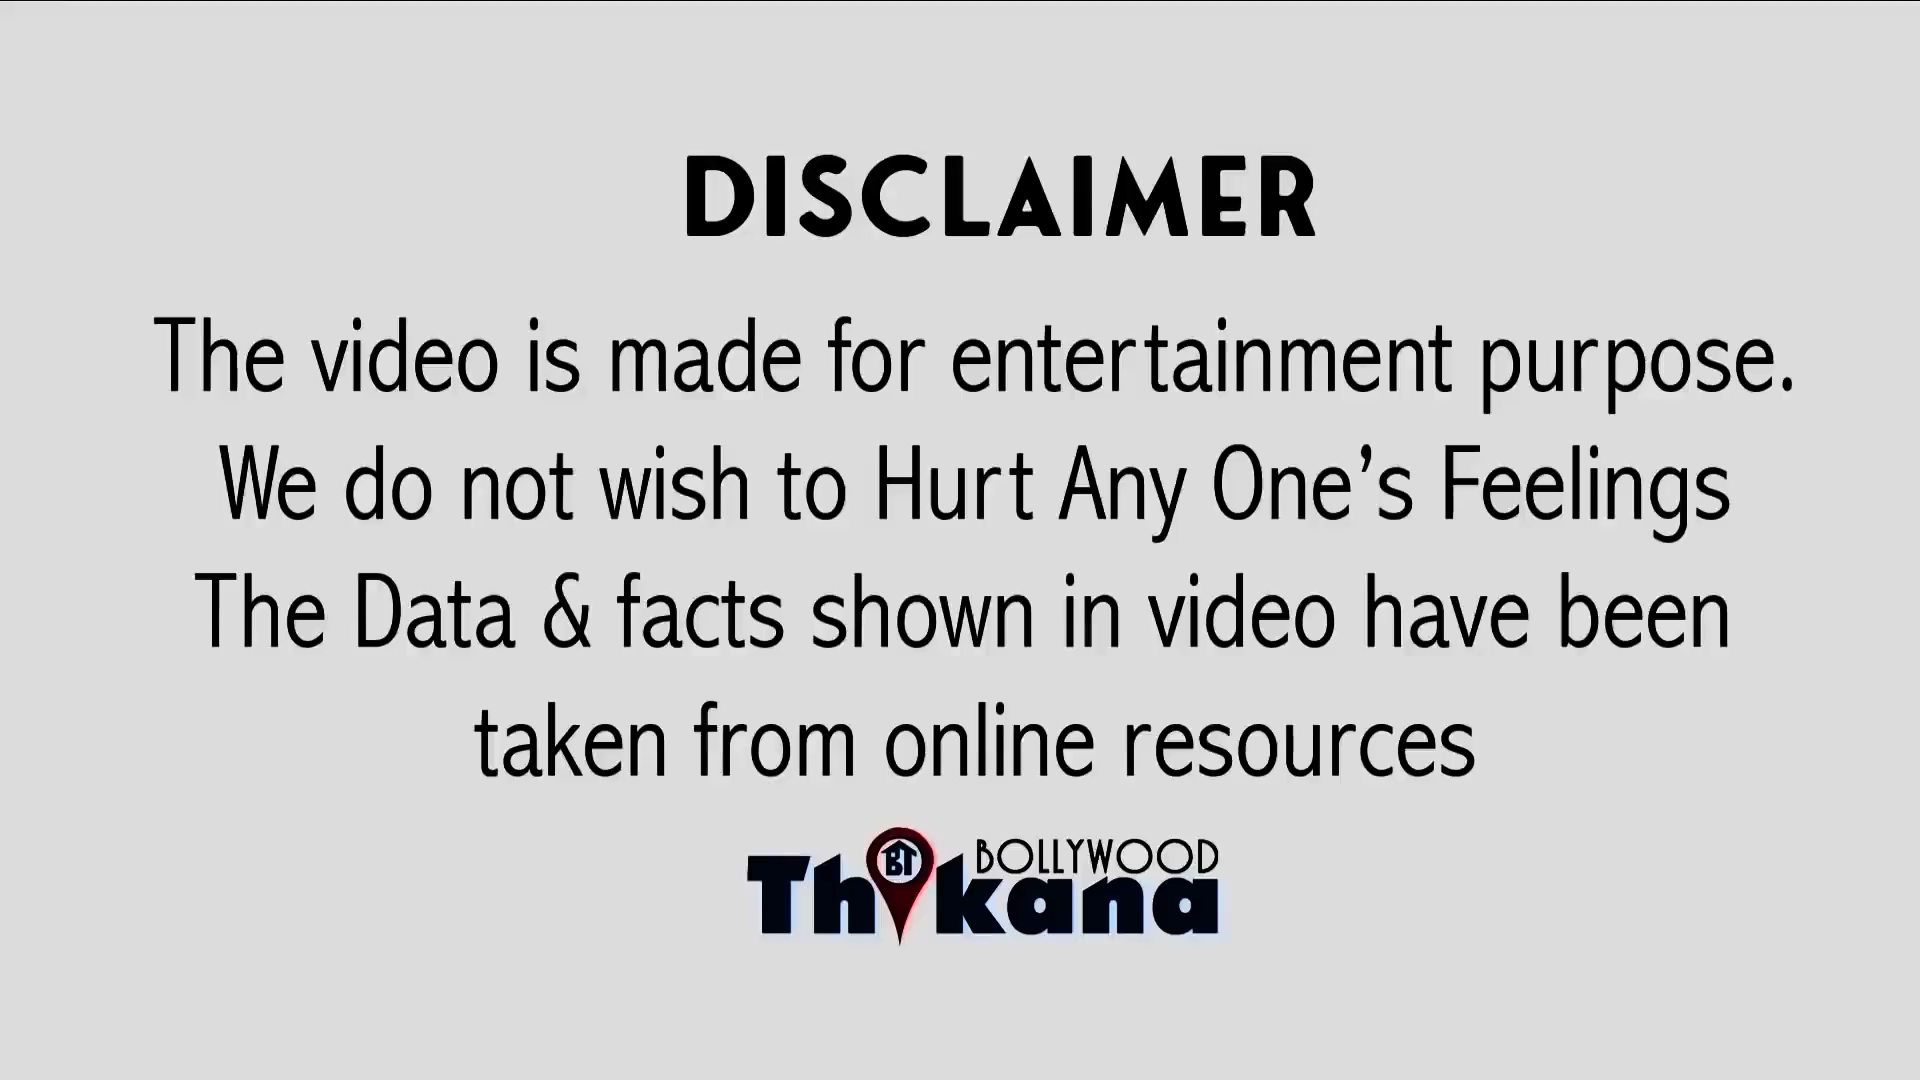 DISCLAIMER
The video is made for entertainment purpose.
We do not wish to Hurt Any One’s Feelings
The Data & facts shown in video have been
taken from online resources
BOLLYWOOD
BT
Thikana